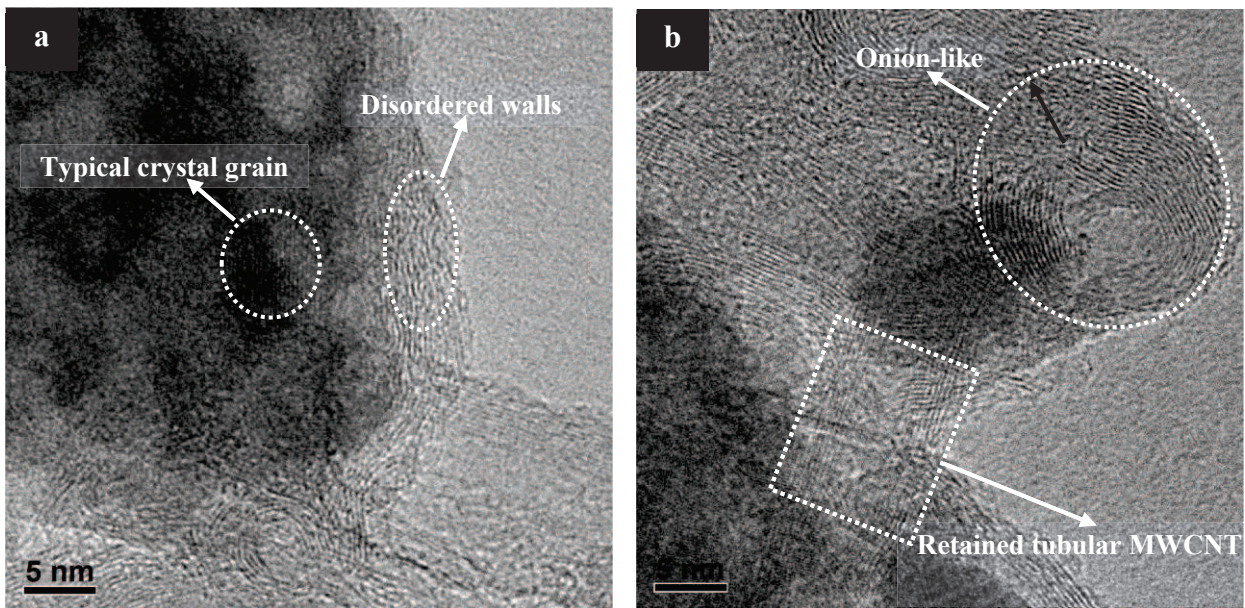 a
Disordered walls
Typical crystal grain
5 nm
b
Onion-like
Retained tubular MWCNT